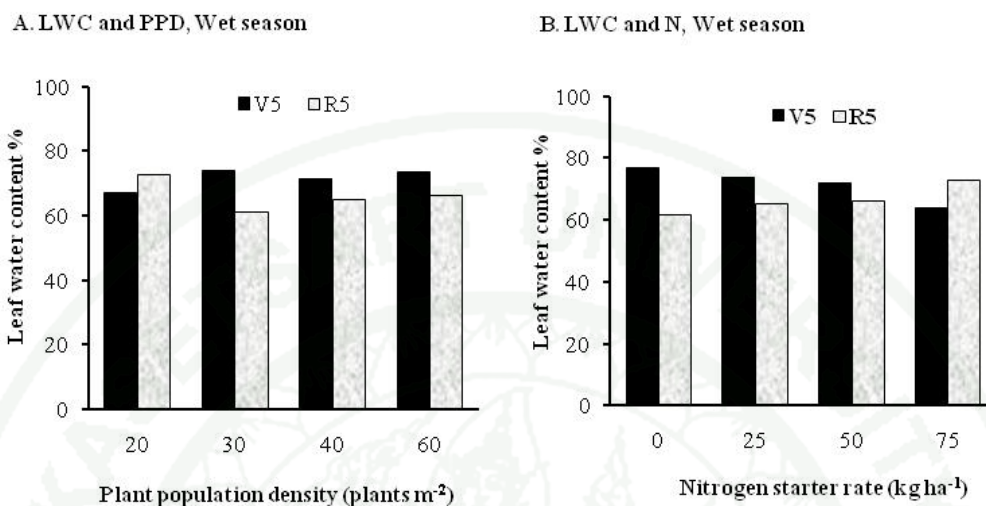 A. LWC and PPD, Wet season
B. LWC and N, Wet season
Leaf water content %
100
80
60
40
20
0
V5 R5
20 30 40 60
Plant population density (plants m-2)
Leaf water content %
100
80
60
40
20
0
V5 R5
0 25 50 75
Nitrogen starter rate (kg ha-1)